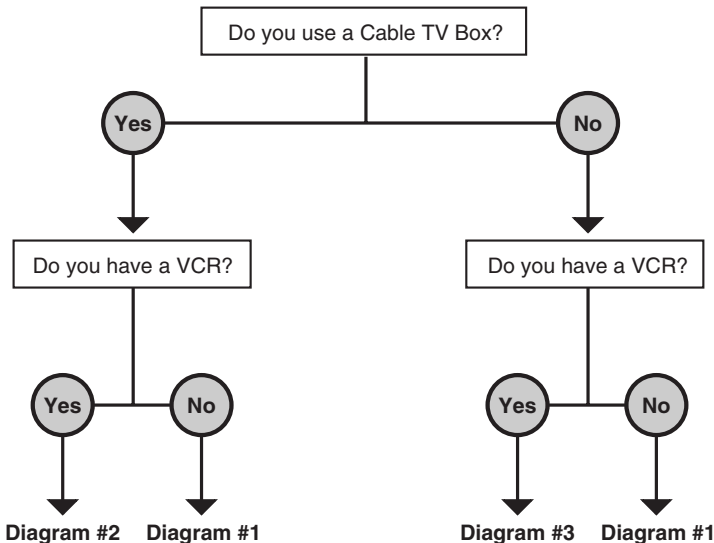 Do you use a Cable TV Box?
Yes
No
Do you have a VCR?
Do you have a VCR?
Yes
No
Yes
No
Diagram #2
Diagram #1
Diagram #3
Diagram #1